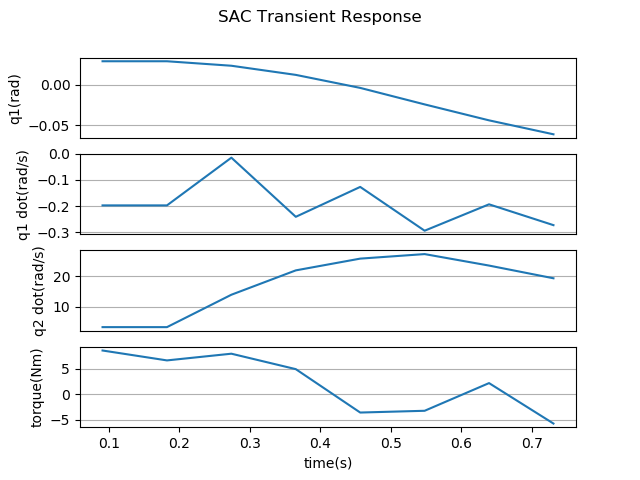 SAC Transient Response
q1(rad)
0.00
−0.05
q1 dot(rad/s)
0.0
−0.1
−0.2
−0.3
q2 dot(rad/s)
20
10
torque(Nm)
5
0
−5
0.1 0.2 0.3 0.4 0.5 0.6 0.7
time(s)